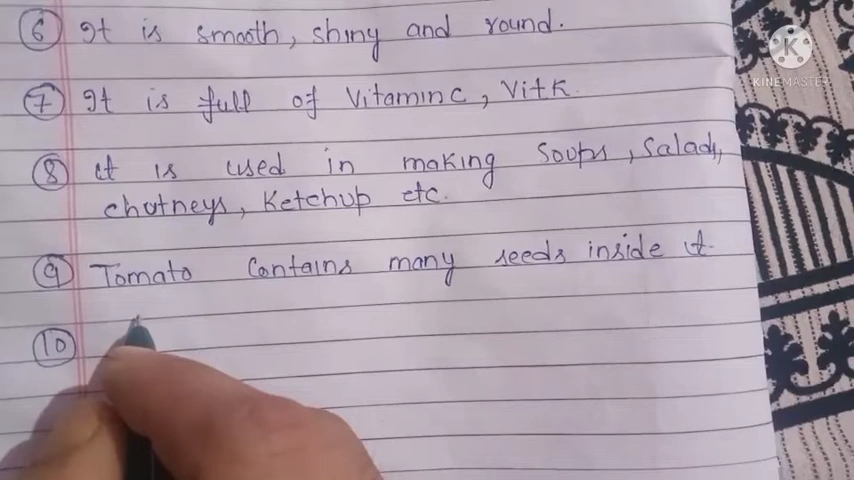 6 It is smooth, shiny and round.
7 It is full of Vitamin C, Vit K.
8 it is used in making Soups, Salads,
chutneys, Ketchup etc.
9 Tomato Contains many seeds inside it.
10
KINEMASTER